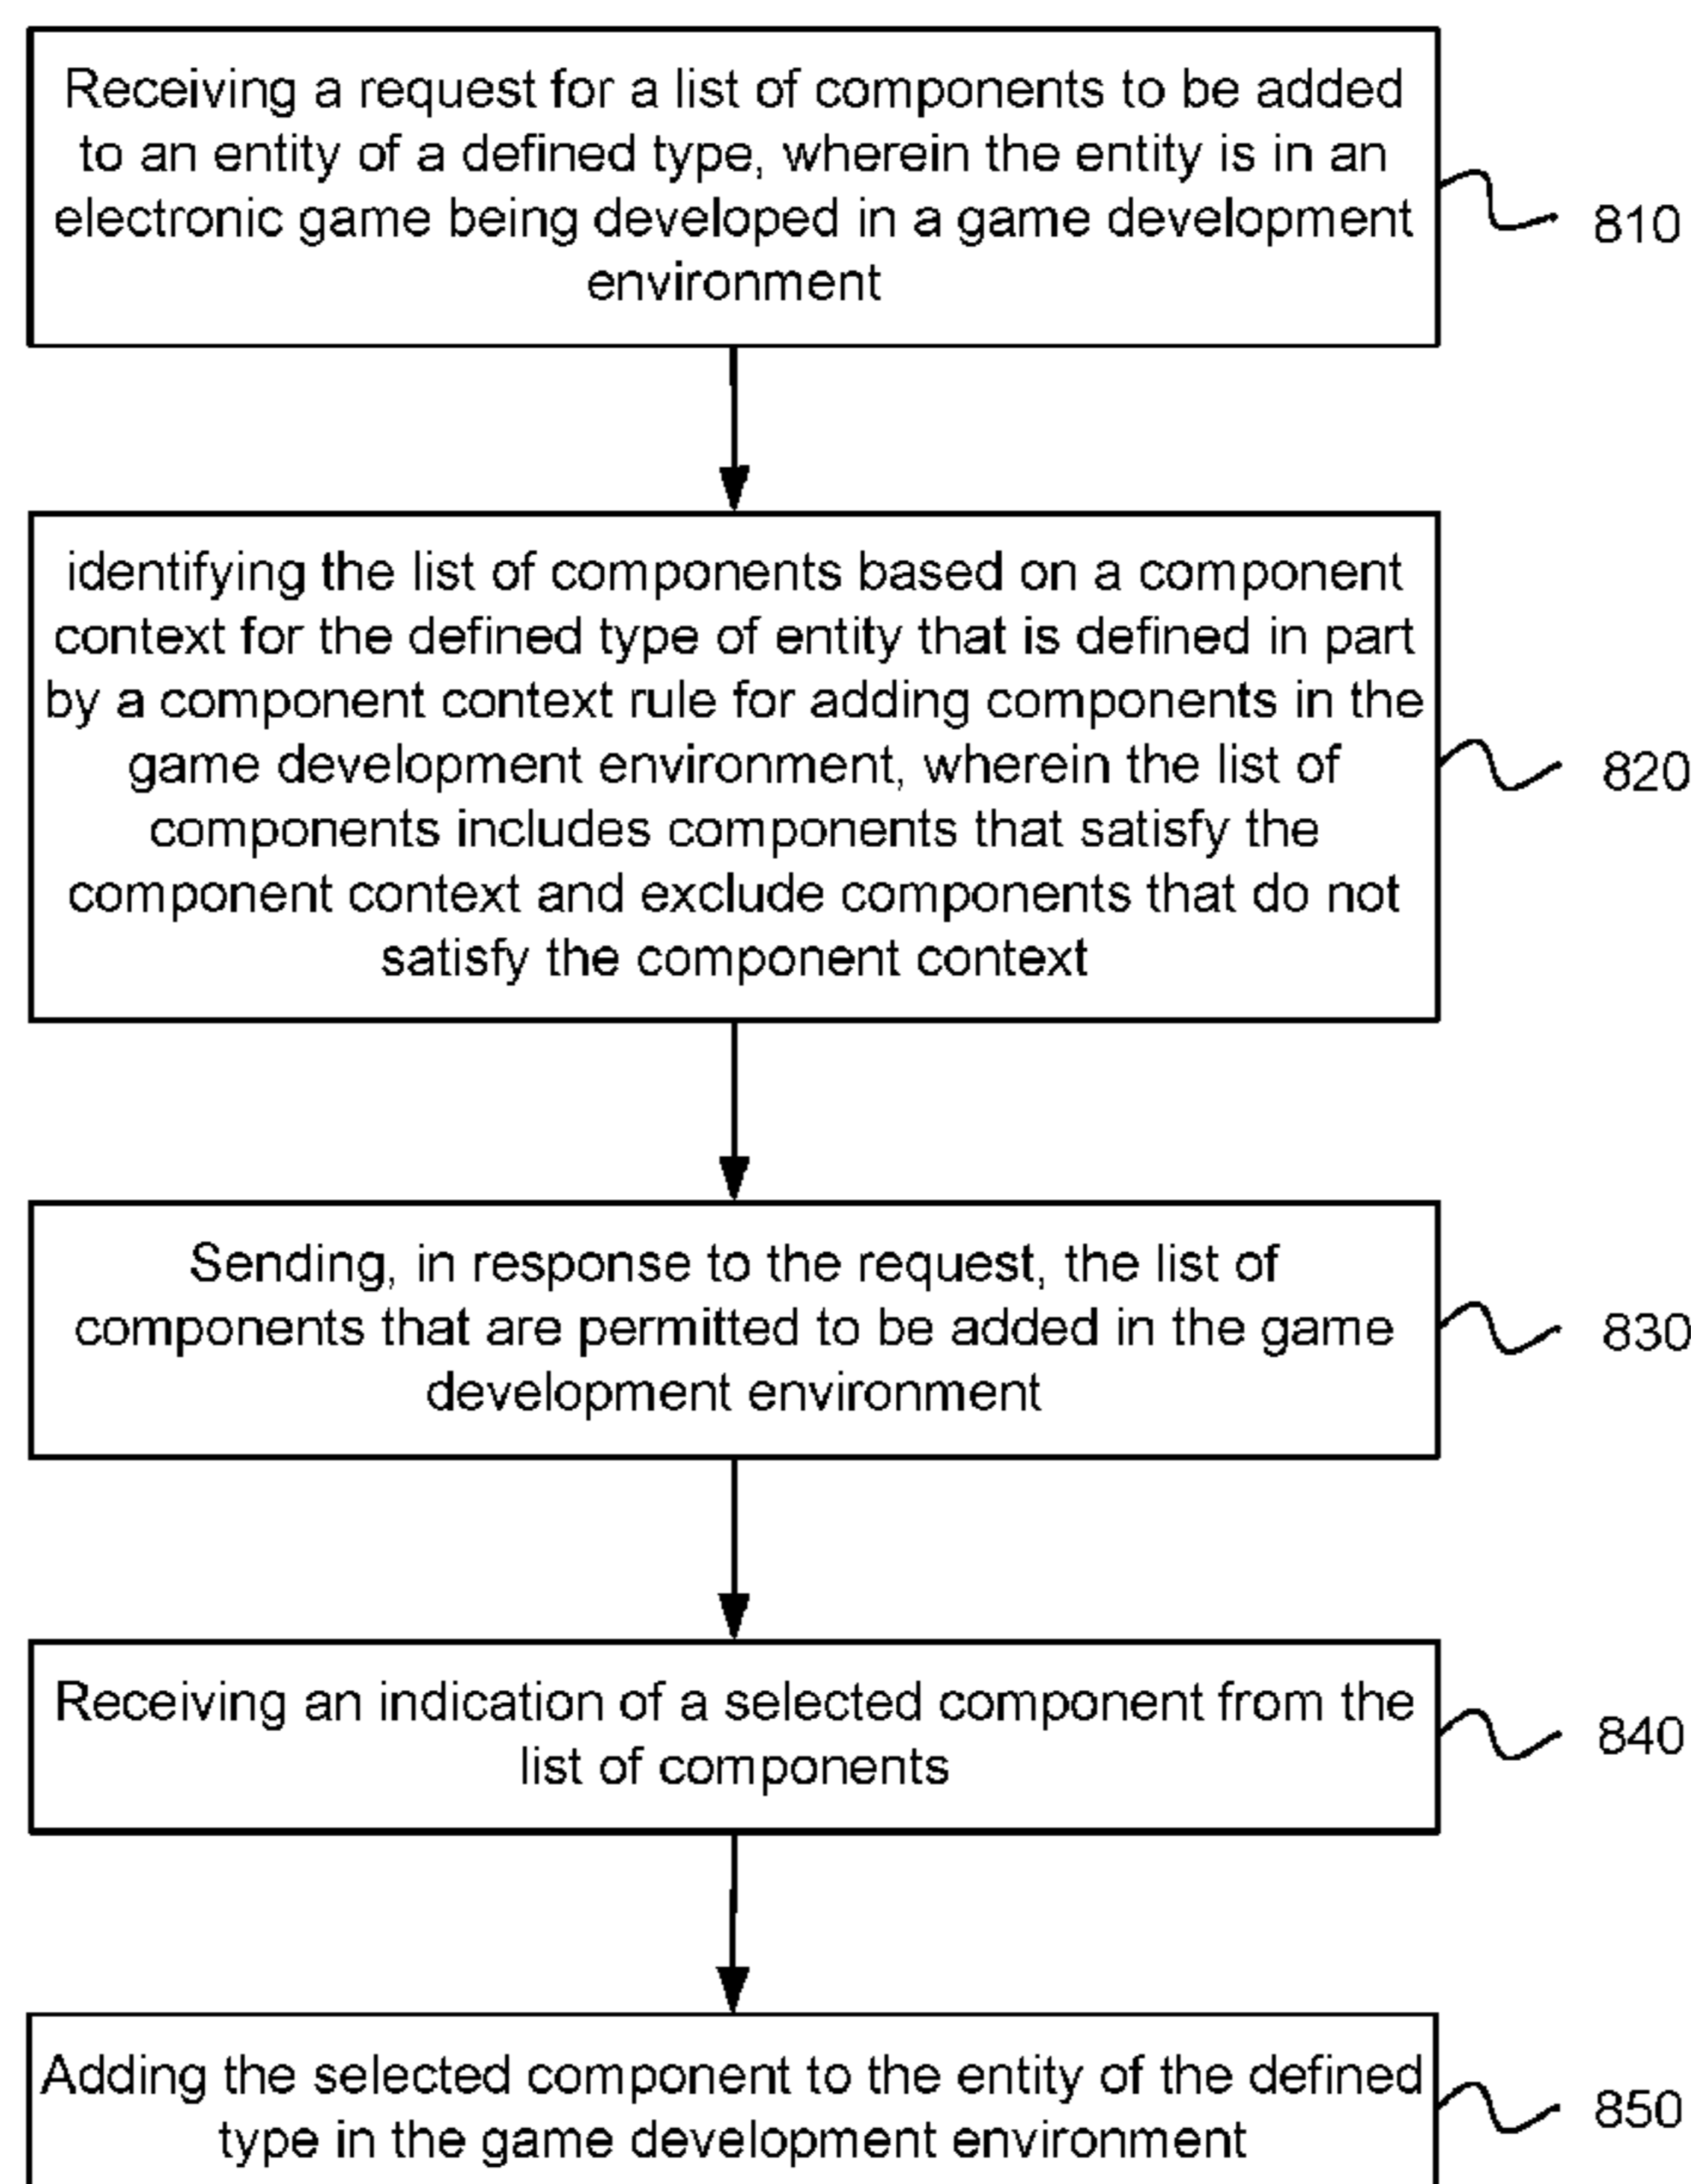 Receiving a request for a list of components to be added
to an entity of a defined type, wherein the entity is in an
electronic game being developed in a game development
environment
810
identifying the list of components based on a component
context for the defined type of entity that is defined in part
by a component context rule for adding components in the
game development environment, wherein the list of
components includes components that satisfy the
component context and exclude components that do not
satisfy the component context
820
Sending, in response to the request, the list of
components that are permitted to be added in the game
development environment
830
Receiving an indication of a selected component from the
list of components
840
Adding the selected component to the entity of the defined
type in the game development environment
850